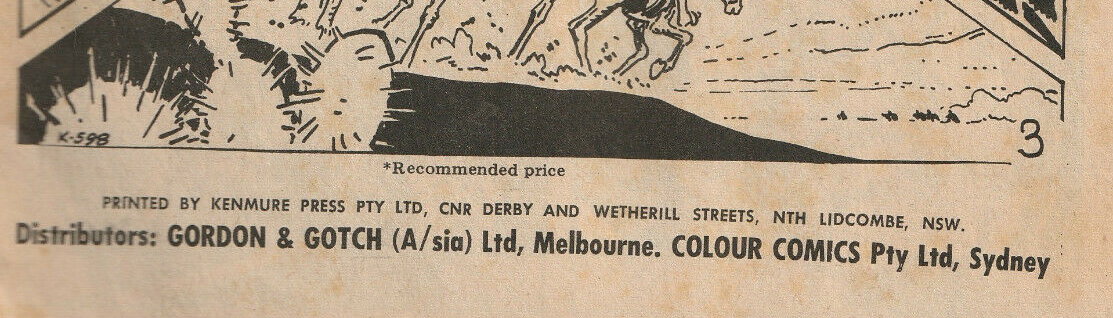 K-598
3
*Recommended price
PRINTED BY KENMURE PRESS PTY LTD, CNR DERBY AND WETHERILL STREETS, NTH LIDCOMBE, NSW.
Distributors: GORDON & GOTCH (A/sia) Ltd, Melbourne. COLOUR COMICS Pty Ltd, Sydney